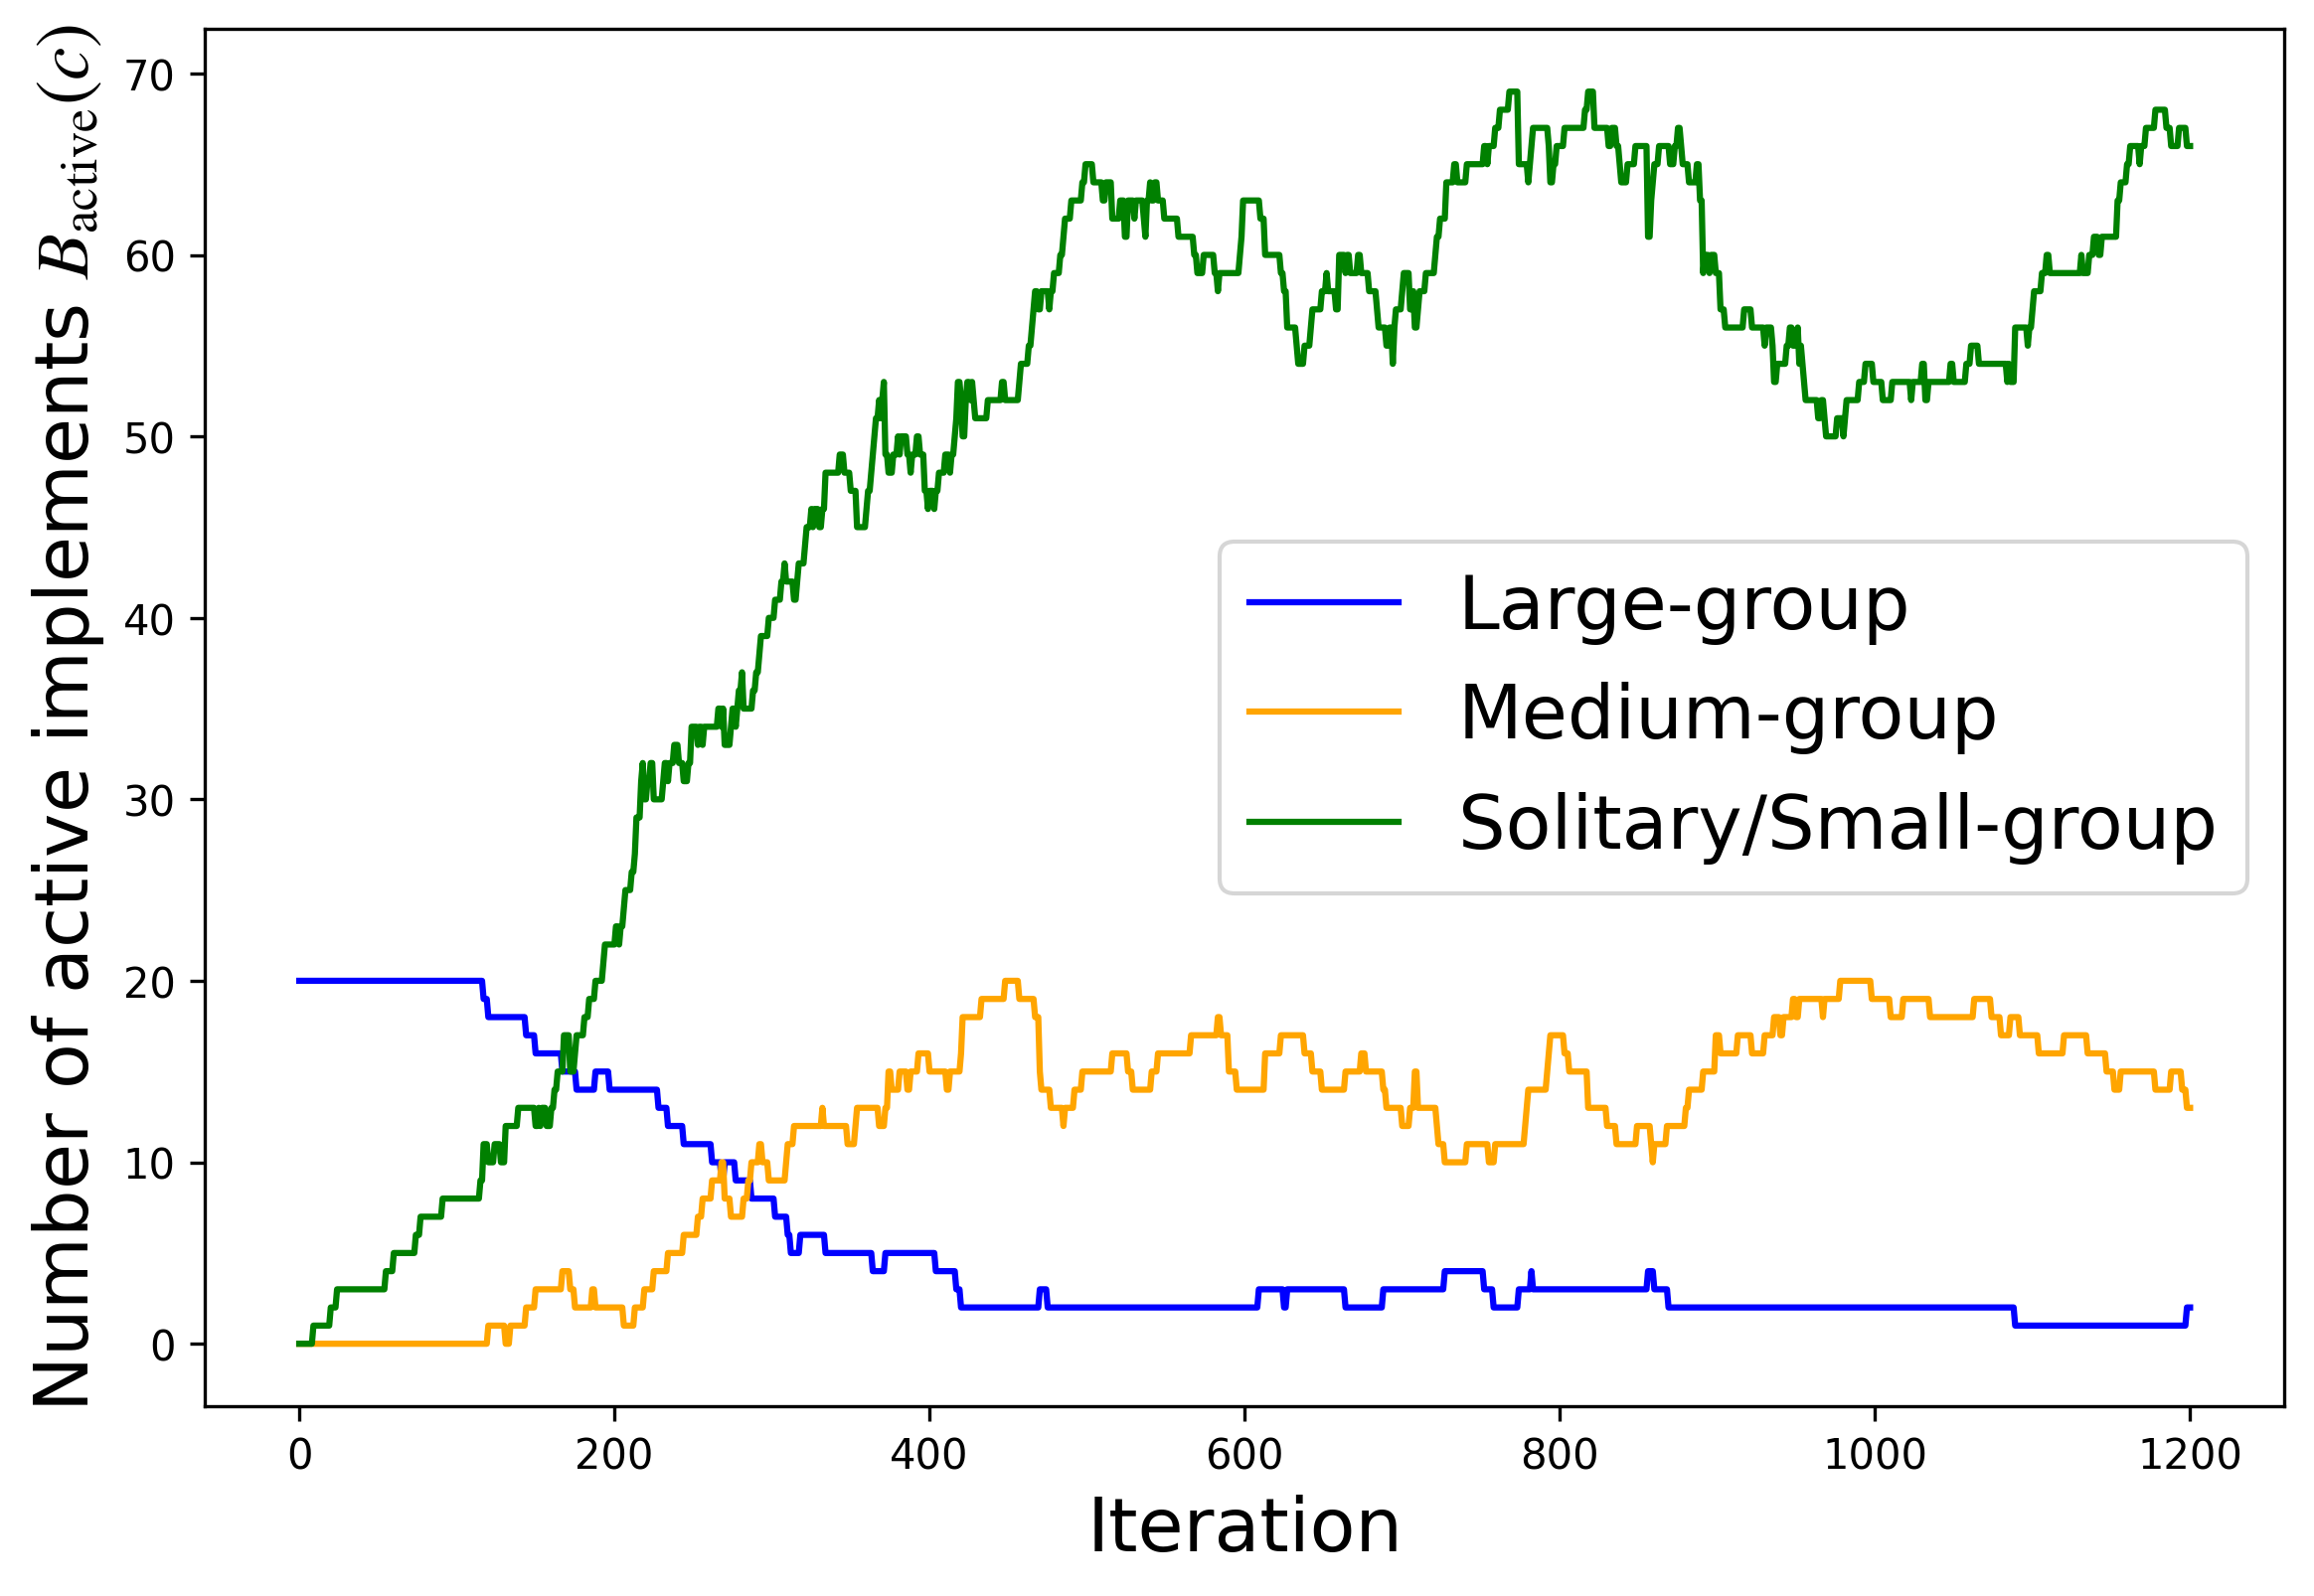 Number of active implements B_active(c)
70
60
50
40
30
20
10
0
Large-group
Medium-group
Solitary/Small-group
0 200 400 600 800 1000 1200
Iteration